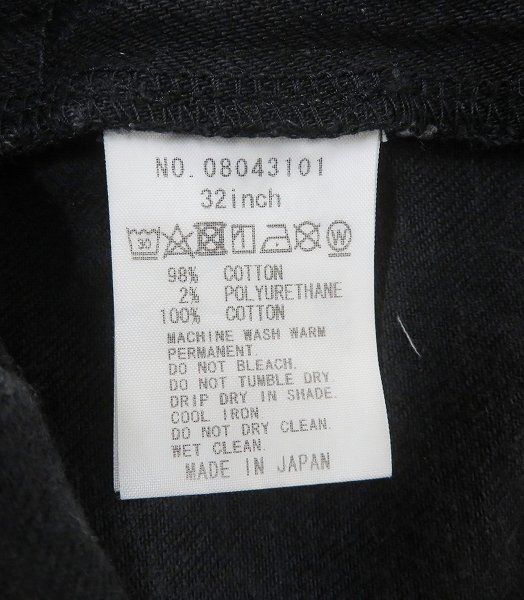 NO. 08043101
32inch
30 W
98% COTTON
2% POLYURETHANE
100% COTTON
MACHINE WASH WARM
PERMANENT.
DO NOT BLEACH.
DO NOT TUMBLE DRY.
DRIP DRY IN SHADE.
COOL IRON.
DO NOT DRY CLEAN.
WET CLEAN.
MADE IN JAPAN